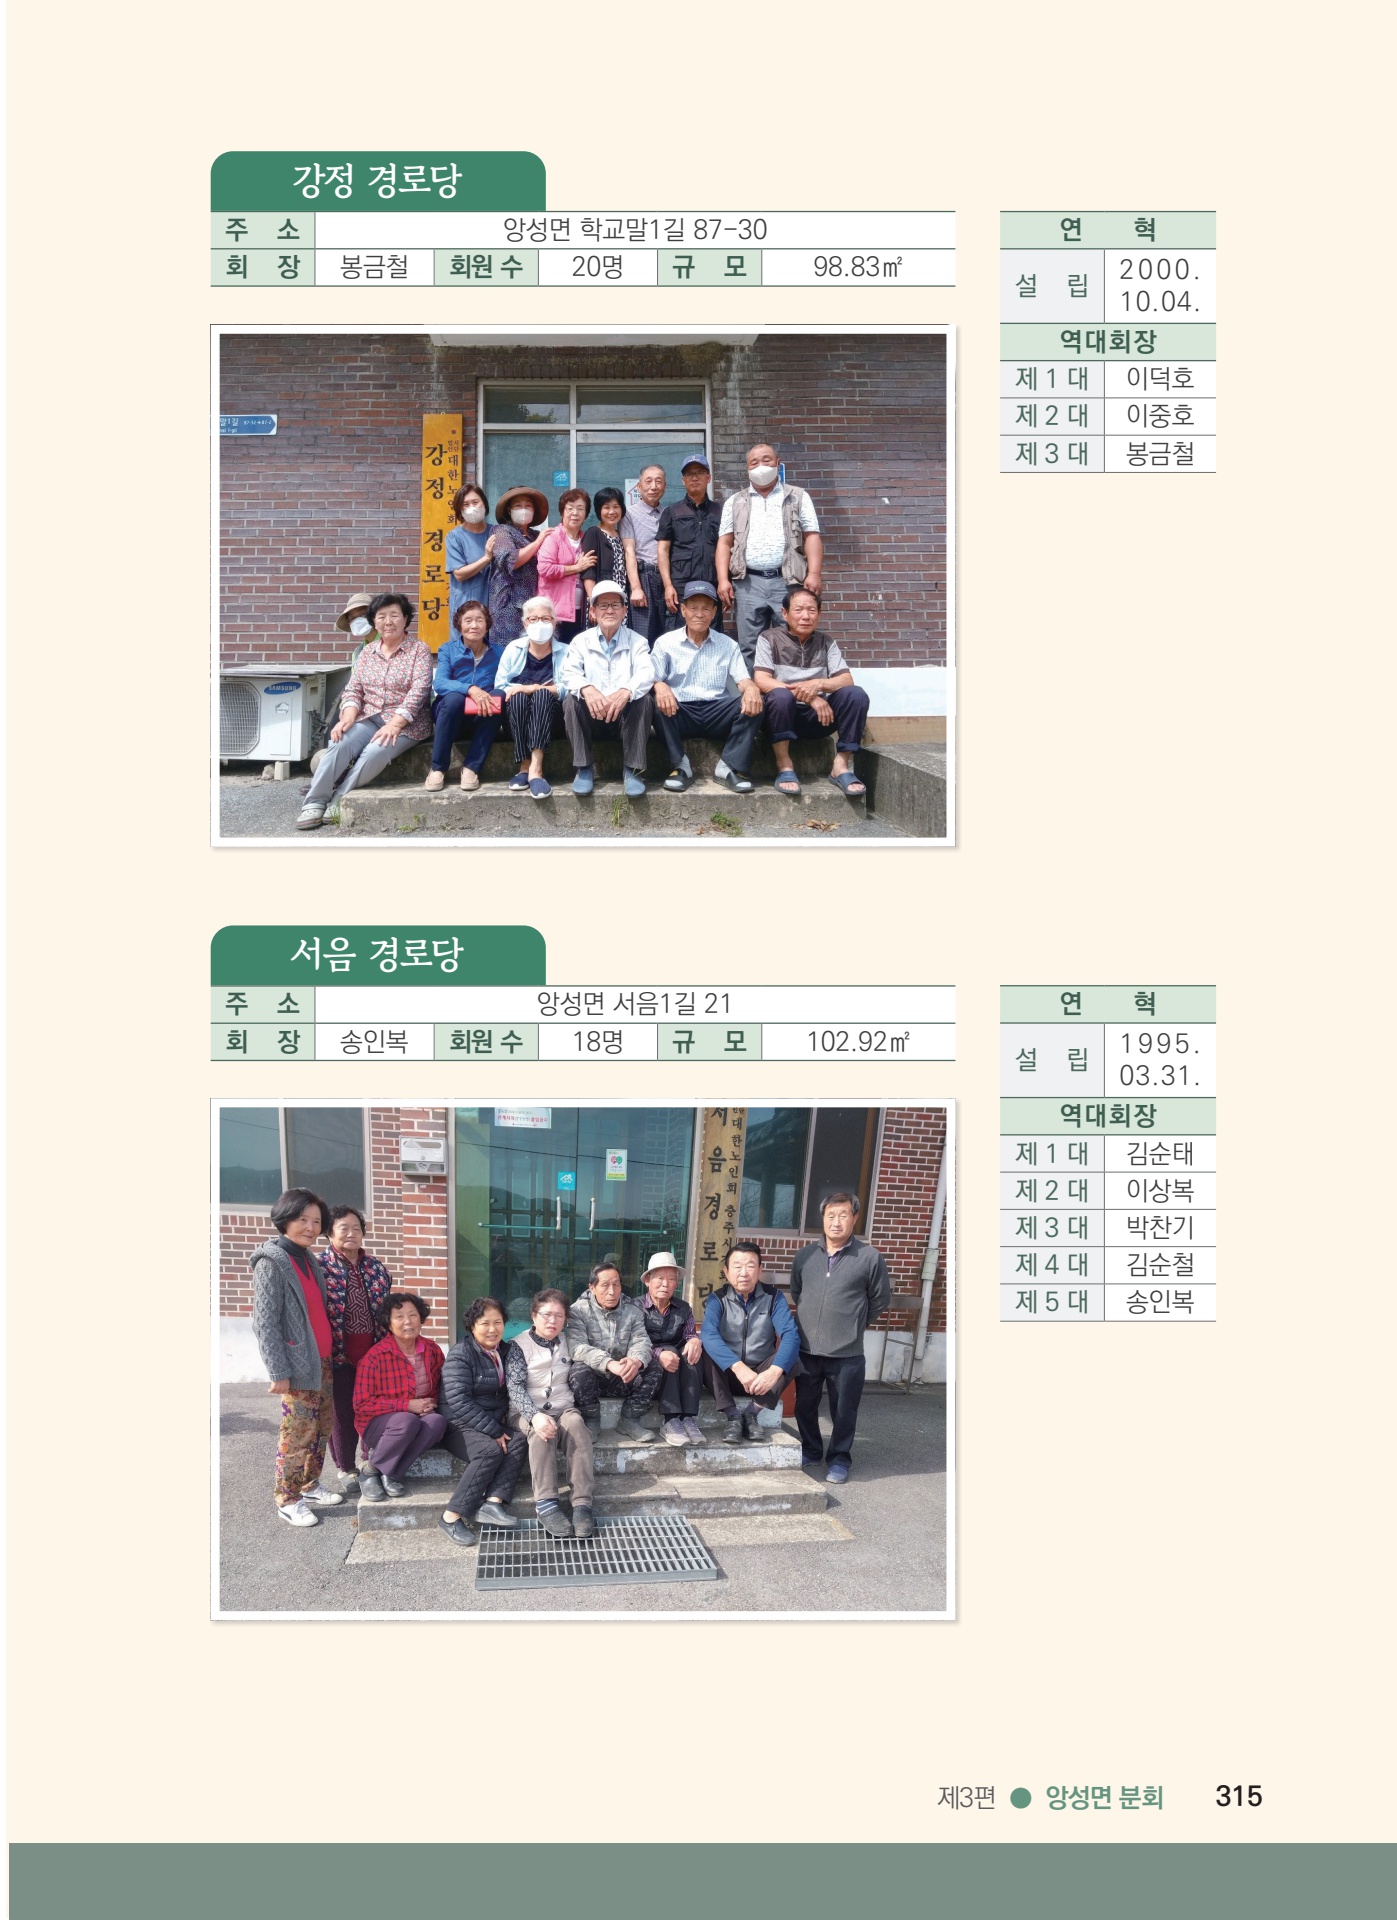 강정 경로당
주 소 앙성면 학교말1길 87-30
회 장 봉금철 회원 수 20명 규 모 98.83㎡
연 혁
설 립 2000. 10.04.
역대회장
제 1 대 이덕호
제 2 대 이중호
제 3 대 봉금철
말1길
대한노인회
강정 경로당
SAMSUNG
서음 경로당
주 소 앙성면 서음1길 21
회 장 송인복 회원 수 18명 규 모 102.92㎡
연 혁
설 립 1995. 03.31.
역대회장
제 1 대 김순태
제 2 대 이상복
제 3 대 박찬기
제 4 대 김순철
제 5 대 송인복
대한노인회 충주시
서음경로당
제3편 ● 앙성면 분회 315